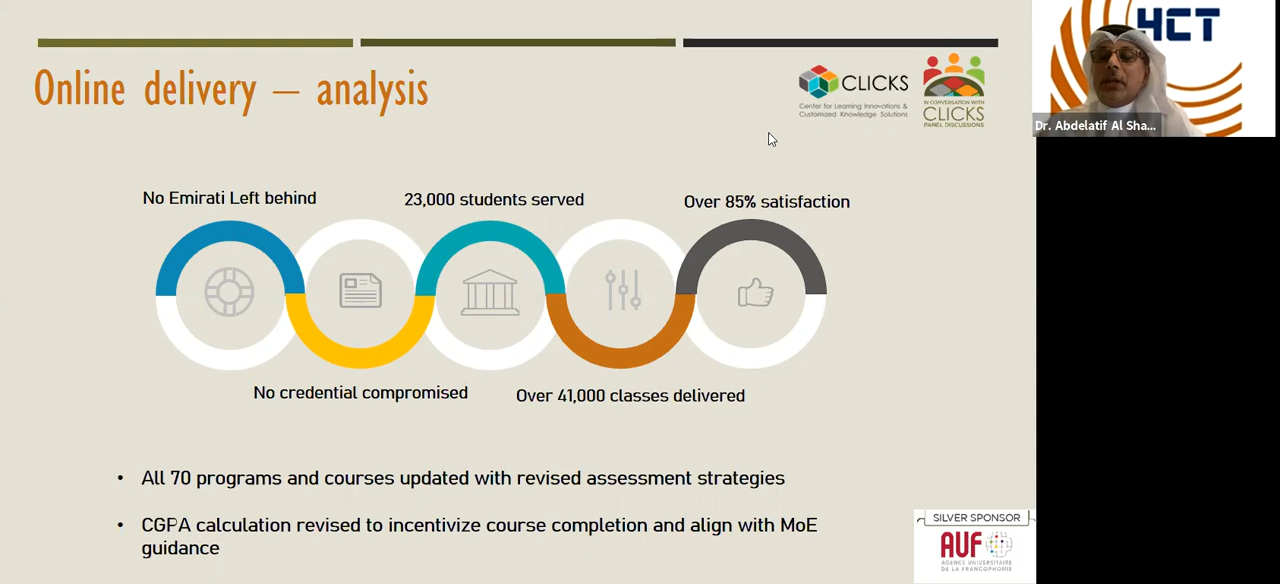 Online delivery – analysis
CLICKS
Center for Learning Innovations &
Customized Knowledge Solutions
IN CONVERSATION WITH
CLICKS
PANEL DISCUSSIONS
HCT
Dr. Abdelatif Al Sha...
No Emirati Left behind
23,000 students served
Over 85% satisfaction
No credential compromised
Over 41,000 classes delivered
• All 70 programs and courses updated with revised assessment strategies
• CGPA calculation revised to incentivize course completion and align with MoE
guidance
SILVER SPONSOR
AUF
AGENCE UNIVERSITAIRE
DE LA FRANCOPHONIE